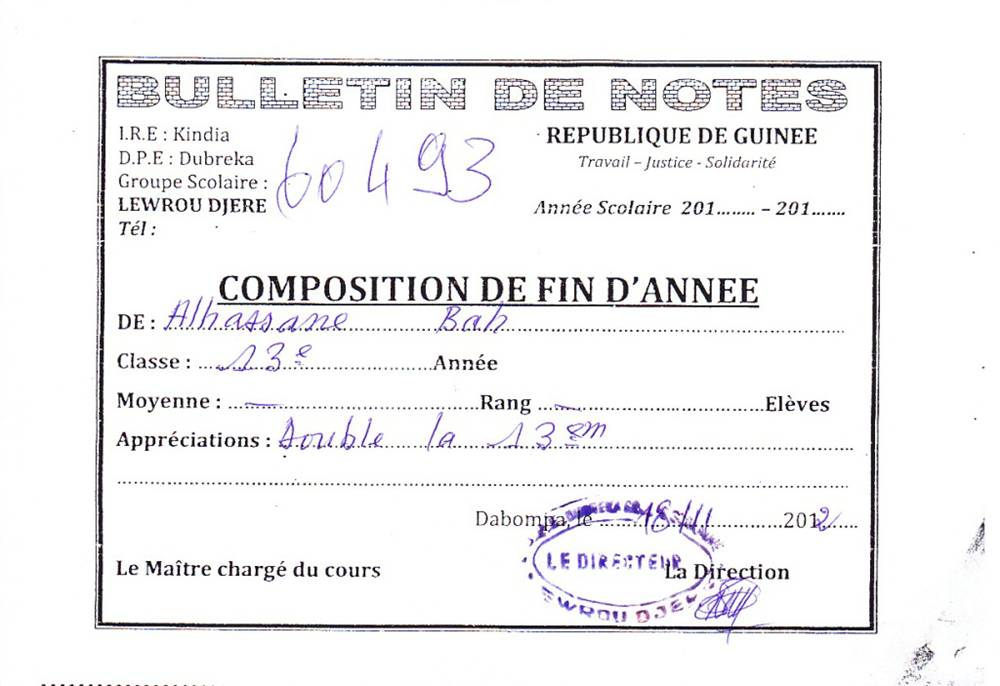 BULLETIN DE NOTES
I.R.E : Kindia
D.P.E : Dubreka
Groupe Scolaire :
LEWROU DJERE
Tél :
60493
REPUBLIQUE DE GUINEE
Travail – Justice - Solidarité
Année Scolaire 201........ – 201.......
COMPOSITION DE FIN D'ANNEE
DE : Alhassane Bah
Classe : 13e Année
Moyenne : — Rang — Elèves
Appréciations : Double la 13em
Dabompa, le 18/11 2012
LE DIRECTEUR
LEWROU DJERE
Le Maître chargé du cours La Direction